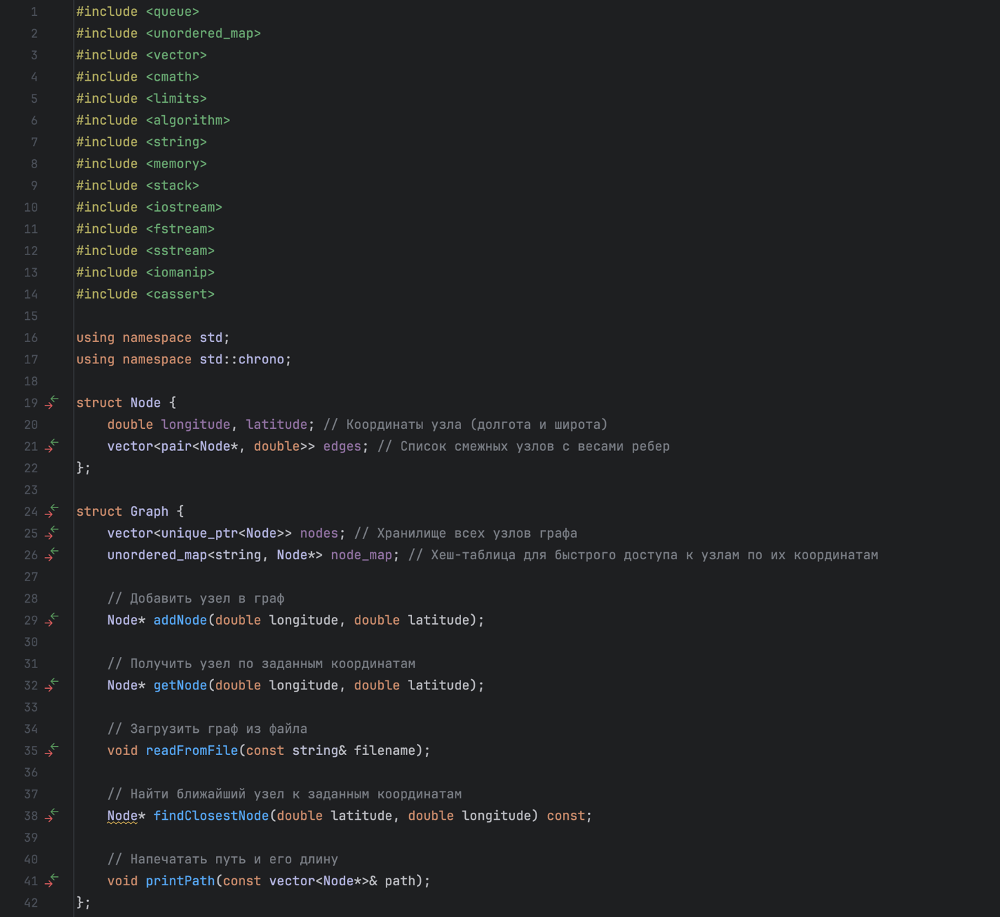 1 #include <queue>
2 #include <unordered_map>
3 #include <vector>
4 #include <cmath>
5 #include <limits>
6 #include <algorithm>
7 #include <string>
8 #include <memory>
9 #include <stack>
10 #include <iostream>
11 #include <fstream>
12 #include <sstream>
13 #include <iomanip>
14 #include <cassert>
15
16 using namespace std;
17 using namespace std::chrono;
18
19 struct Node {
20     double longitude, latitude; // Координаты узла (долгота и широта)
21     vector<pair<Node*, double>> edges; // Список смежных узлов с весами ребер
22 };
23
24 struct Graph {
25     vector<unique_ptr<Node>> nodes; // Хранилище всех узлов графа
26     unordered_map<string, Node*> node_map; // Хеш-таблица для быстрого доступа к узлам по их координатам
27
28     // Добавить узел в граф
29     Node* addNode(double longitude, double latitude);
30
31     // Получить узел по заданным координатам
32     Node* getNode(double longitude, double latitude);
33
34     // Загрузить граф из файла
35     void readFromFile(const string& filename);
36
37     // Найти ближайший узел к заданным координатам
38     Node* findClosestNode(double latitude, double longitude) const;
39
40     // Напечатать путь и его длину
41     void printPath(const vector<Node*>& path);
42 };